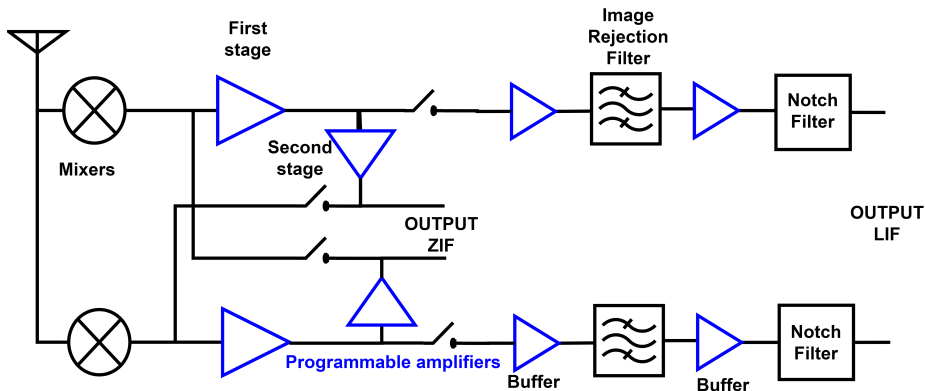 First
stage
Image
Rejection
Filter
Notch
Filter
Mixers
Second
stage
OUTPUT
ZIF
OUTPUT
LIF
Programmable amplifiers
Buffer
Buffer
Notch
Filter